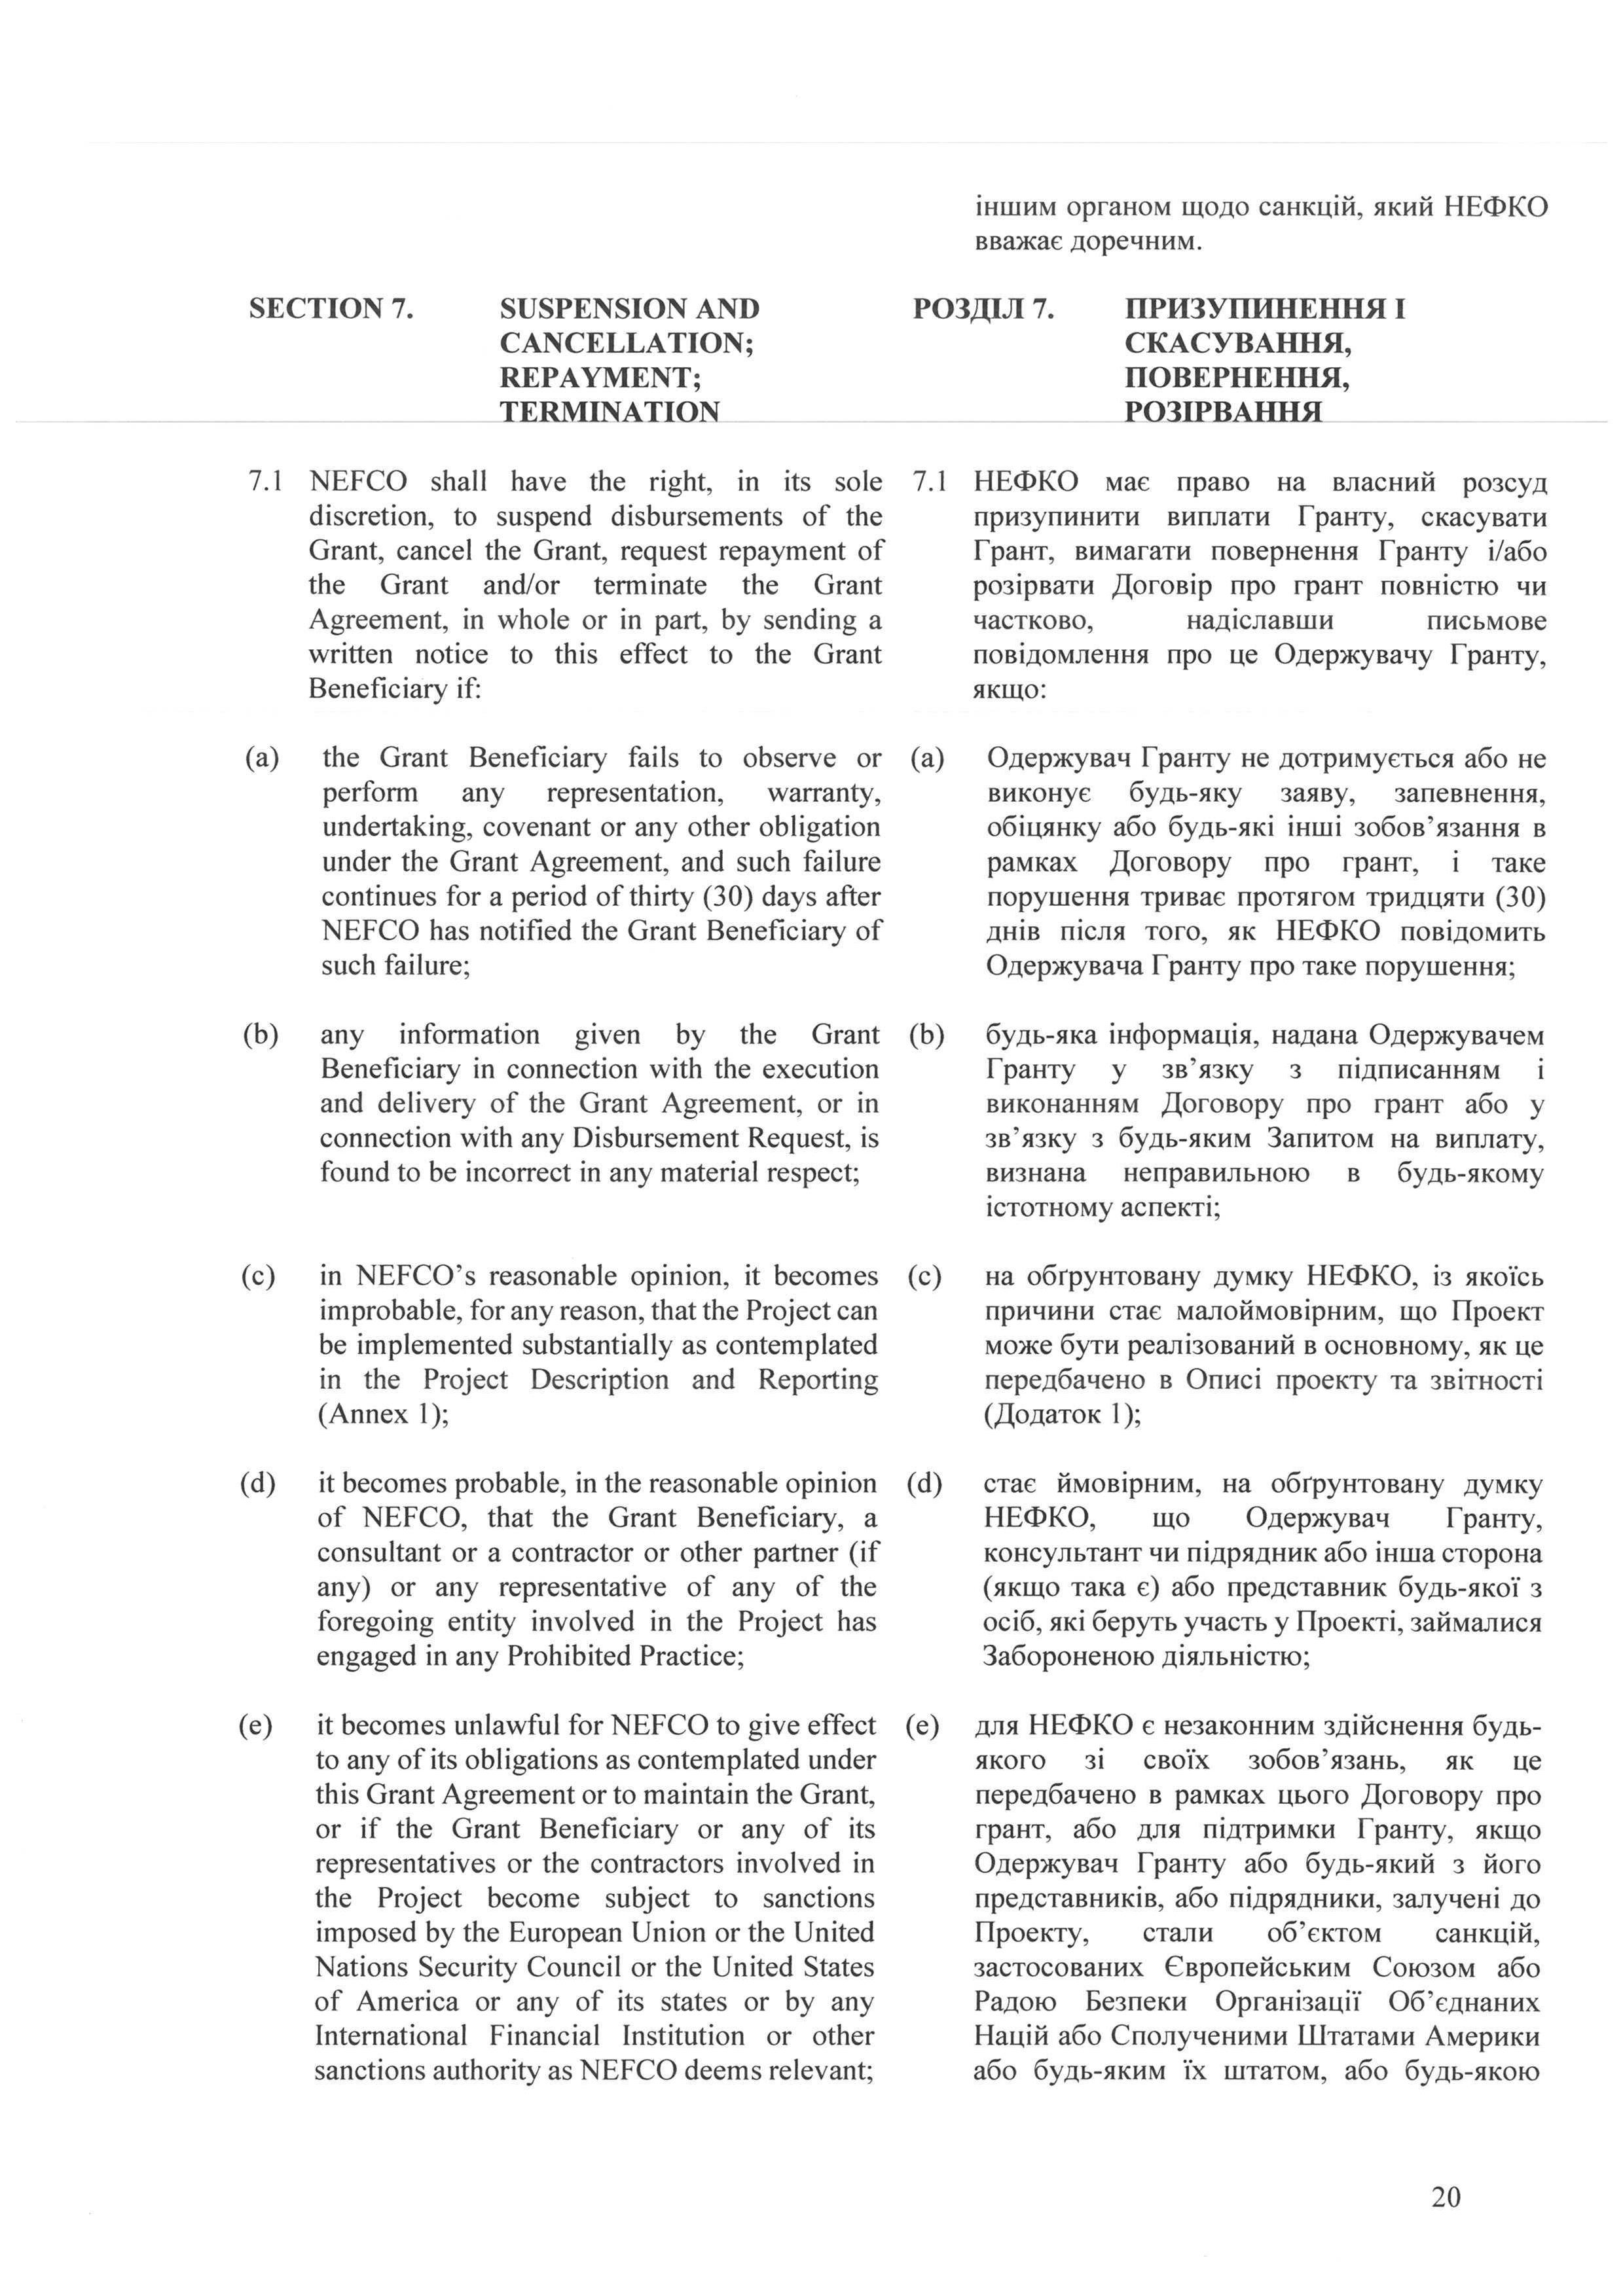 іншим органом щодо санкцій, який НЕФКО
вважає доречним.
SECTION 7.
SUSPENSION AND
CANCELLATION;
REPAYMENT;
TERMINATION
7.1 NEFCO shall have the right, in its sole
discretion, to suspend disbursements of the
Grant, cancel the Grant, request repayment of
the Grant and/or terminate the Grant
Agreement, in whole or in part, by sending a
written notice to this effect to the Grant
Beneficiary if:
(a) the Grant Beneficiary fails to observe or
perform any representation, warranty,
undertaking, covenant or any other obligation
under the Grant Agreement, and such failure
continues for a period of thirty (30) days after
NEFCO has notified the Grant Beneficiary of
such failure;
(b) any information given by the Grant
Beneficiary in connection with the execution
and delivery of the Grant Agreement, or in
connection with any Disbursement Request, is
found to be incorrect in any material respect;
(c) in NEFCO's reasonable opinion, it becomes
improbable, for any reason, that the Project can
be implemented substantially as contemplated
in the Project Description and Reporting
(Annex 1);
(d) it becomes probable, in the reasonable opinion
of NEFCO, that the Grant Beneficiary, a
consultant or a contractor or other partner (if
any) or any representative of any of the
foregoing entity involved in the Project has
engaged in any Prohibited Practice;
(e) it becomes unlawful for NEFCO to give effect
to any of its obligations as contemplated under
this Grant Agreement or to maintain the Grant,
or if the Grant Beneficiary or any of its
representatives or the contractors involved in
the Project become subject to sanctions
imposed by the European Union or the United
Nations Security Council or the United States
of America or any of its states or by any
International Financial Institution or other
sanctions authority as NEFCO deems relevant;
РОЗДІЛ 7.
ПРИЗУПИНЕННЯ І
СКАСУВАННЯ,
ПОВЕРНЕННЯ,
РОЗІРВАННЯ
7.1 НЕФКО має право на власний розсуд
призупинити виплати Гранту, скасувати
Грант, вимагати повернення Гранту і/або
розірвати Договір про грант повністю чи
частково, надіславши письмове
повідомлення про це Одержувачу Гранту,
якщо:
(a) Одержувач Гранту не дотримується або не
виконує будь-яку заяву, запевнення,
обіцянку або будь-які інші зобов'язання в
рамках Договору про грант, і таке
порушення триває протягом тридцяти (30)
днів після того, як НЕФКО повідомить
Одержувача Гранту про таке порушення;
(b) будь-яка інформація, надана Одержувачем
Гранту у зв'язку з підписанням і
виконанням Договору про грант або у
зв'язку з будь-яким Запитом на виплату,
визнана неправильною в будь-якому
істотному аспекті;
(c) на обґрунтовану думку НЕФКО, із якоїсь
причини стає малоймовірним, що Проект
може бути реалізований в основному, як це
передбачено в Описі проекту та звітності
(Додаток 1);
(d) стає ймовірним, на обґрунтовану думку
НЕФКО, що Одержувач Гранту,
консультант чи підрядник або інша сторона
(якщо така є) або представник будь-якої з
осіб, які беруть участь у Проекті, займалися
Забороненою діяльністю;
(e) для НЕФКО є незаконним здійснення будь-
якого зі своїх зобов'язань, як це
передбачено в рамках цього Договору про
грант, або для підтримки Гранту, якщо
Одержувач Гранту або будь-який з його
представників, або підрядники, залучені до
Проекту, стали об'єктом санкцій,
застосованих Європейським Союзом або
Радою Безпеки Організації Об'єднаних
Націй або Сполученими Штатами Америки
або будь-яким їх штатом, або будь-якою
20